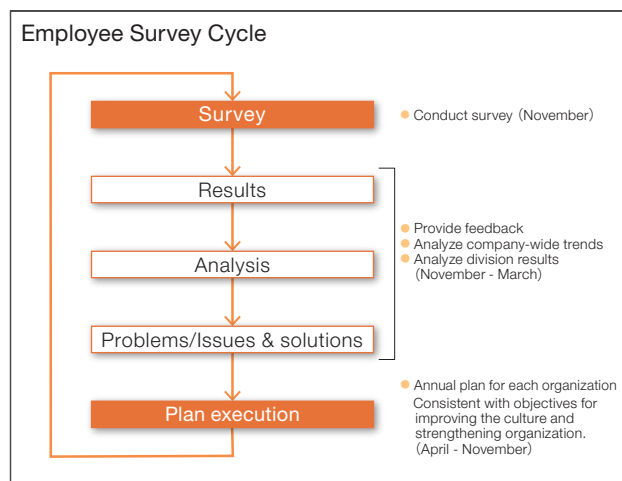 Employee Survey Cycle
Survey
● Conduct survey (November)
Results
● Provide feedback
● Analyze company-wide trends
● Analyze division results
(November - March)
Analysis
Problems/Issues & solutions
● Annual plan for each organization
Consistent with objectives for
improving the culture and
strengthening organization.
(April - November)
Plan execution